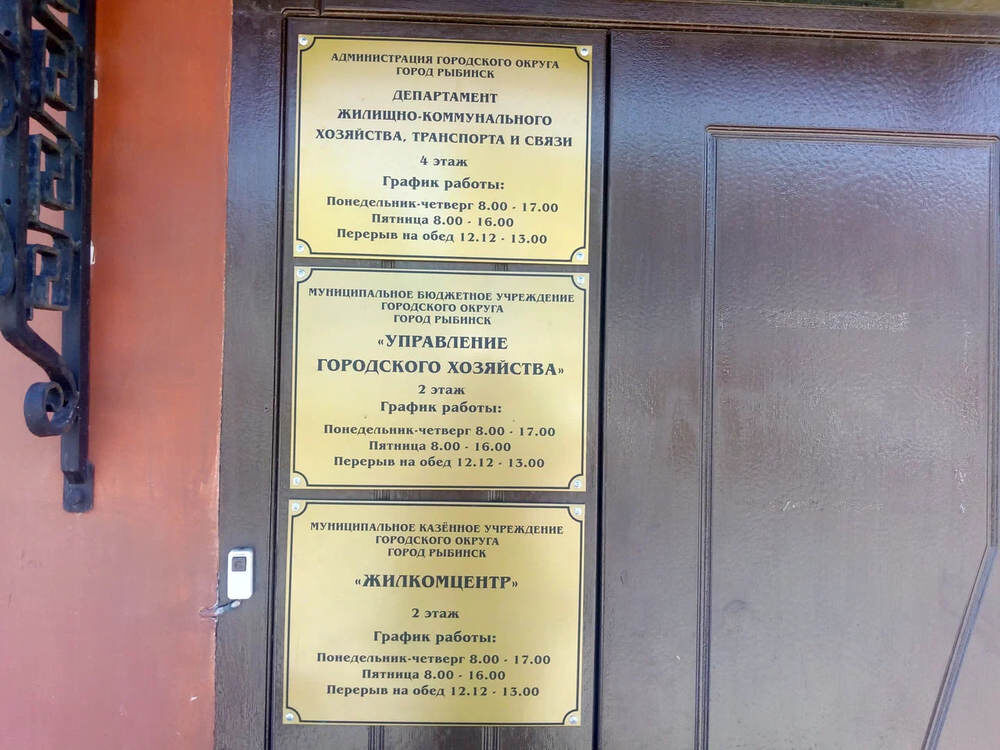 АДМИНИСТРАЦИЯ ГОРОДСКОГО ОКРУГА
ГОРОД РЫБИНСК
ДЕПАРТАМЕНТ
ЖИЛИЩНО-КОММУНАЛЬНОГО
ХОЗЯЙСТВА, ТРАНСПОРТА И СВЯЗИ
4 этаж
График работы:
Понедельник-четверг 8.00 - 17.00
Пятница 8.00 - 16.00
Перерыв на обед 12.12 - 13.00
МУНИЦИПАЛЬНОЕ БЮДЖЕТНОЕ УЧРЕЖДЕНИЕ
ГОРОДСКОГО ОКРУГА
ГОРОД РЫБИНСК
«УПРАВЛЕНИЕ
ГОРОДСКОГО ХОЗЯЙСТВА»
2 этаж
График работы:
Понедельник-четверг 8.00 - 17.00
Пятница 8.00 - 16.00
Перерыв на обед 12.12 - 13.00
МУНИЦИПАЛЬНОЕ КАЗЁННОЕ УЧРЕЖДЕНИЕ
ГОРОДСКОГО ОКРУГА
ГОРОД РЫБИНСК
«ЖИЛКОМЦЕНТР»
2 этаж
График работы:
Понедельник-четверг 8.00 - 17.00
Пятница 8.00 - 16.00
Перерыв на обед 12.12 - 13.00